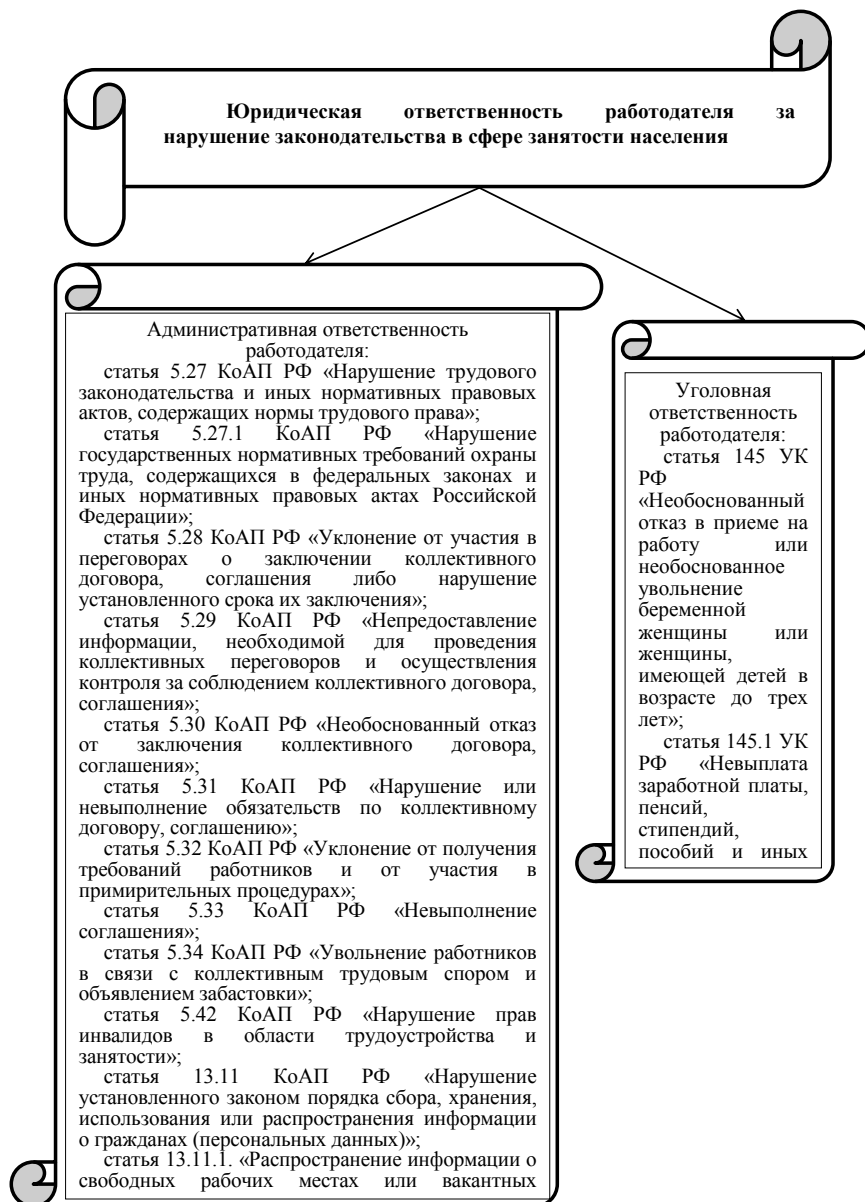 Юридическая ответственность работодателя за
нарушение законодательства в сфере занятости населения
Административная ответственность
работодателя:
статья 5.27 КоАП РФ «Нарушение трудового
законодательства и иных нормативных правовых
актов, содержащих нормы трудового права»;
статья 5.27.1 КоАП РФ «Нарушение
государственных нормативных требований охраны
труда, содержащихся в федеральных законах и
иных нормативных правовых актах Российской
Федерации»;
статья 5.28 КоАП РФ «Уклонение от участия в
переговорах о заключении коллективного
договора, соглашения либо нарушение
установленного срока их заключения»;
статья 5.29 КоАП РФ «Непредоставление
информации, необходимой для проведения
коллективных переговоров и осуществления
контроля за соблюдением коллективного договора,
соглашения»;
статья 5.30 КоАП РФ «Необоснованный отказ
от заключения коллективного договора,
соглашения»;
статья 5.31 КоАП РФ «Нарушение или
невыполнение обязательств по коллективному
договору, соглашению»;
статья 5.32 КоАП РФ «Уклонение от получения
требований работников и от участия в
примирительных процедурах»;
статья 5.33 КоАП РФ «Невыполнение
соглашения»;
статья 5.34 КоАП РФ «Увольнение работников
в связи с коллективным трудовым спором и
объявлением забастовки»;
статья 5.42 КоАП РФ «Нарушение прав
инвалидов в области трудоустройства и
занятости»;
статья 13.11 КоАП РФ «Нарушение
установленного законом порядка сбора, хранения,
использования или распространения информации
о гражданах (персональных данных)»;
статья 13.11.1. «Распространение информации о
свободных рабочих местах или вакантных
Уголовная
ответственность
работодателя:
статья 145 УК
РФ
«Необоснованный
отказ в приеме на
работу или
необоснованное
увольнение
беременной
женщины или
женщины,
имеющей детей в
возрасте до трех
лет»;
статья 145.1 УК
РФ «Невыплата
заработной платы,
пенсий,
стипендий,
пособий и иных